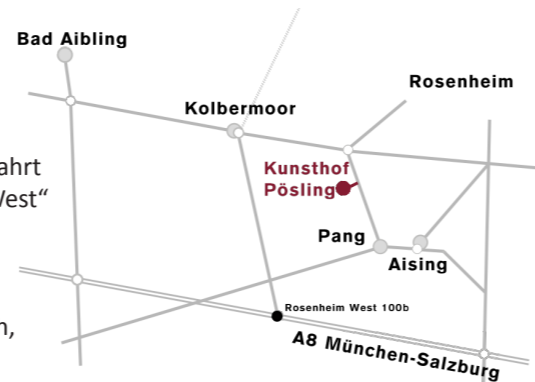 Bad Aibling
Rosenheim
Kolbermoor
ahrt
Kunsthof
Pösling
West“
Pang
Aising
Rosenheim West 100b
A8 München-Salzburg